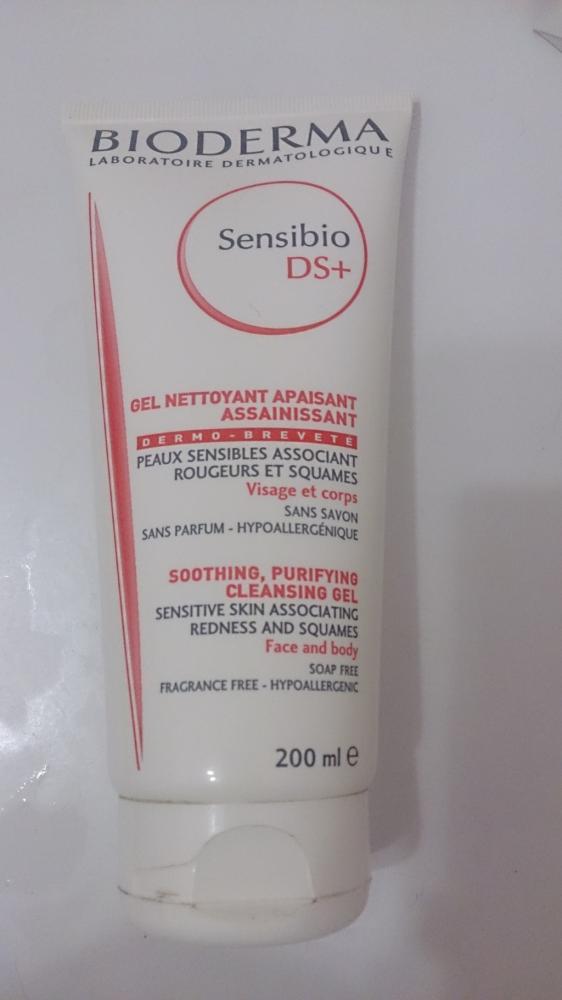 BIODERMA
LABORATOIRE DERMATOLOGIQUE
Sensibio
DS+
GEL NETTOYANT APAISANT
ASSAINISSANT
DERMO-BREVETÉ
PEAUX SENSIBLES ASSOCIANT
ROUGEURS ET SQUAMES
Visage et corps
SANS SAVON
SANS PARFUM - HYPOALLERGÉNIQUE
SOOTHING, PURIFYING
CLEANSING GEL
SENSITIVE SKIN ASSOCIATING
REDNESS AND SQUAMES
Face and body
SOAP FREE
FRAGRANCE FREE - HYPOALLERGENIC
200 ml e